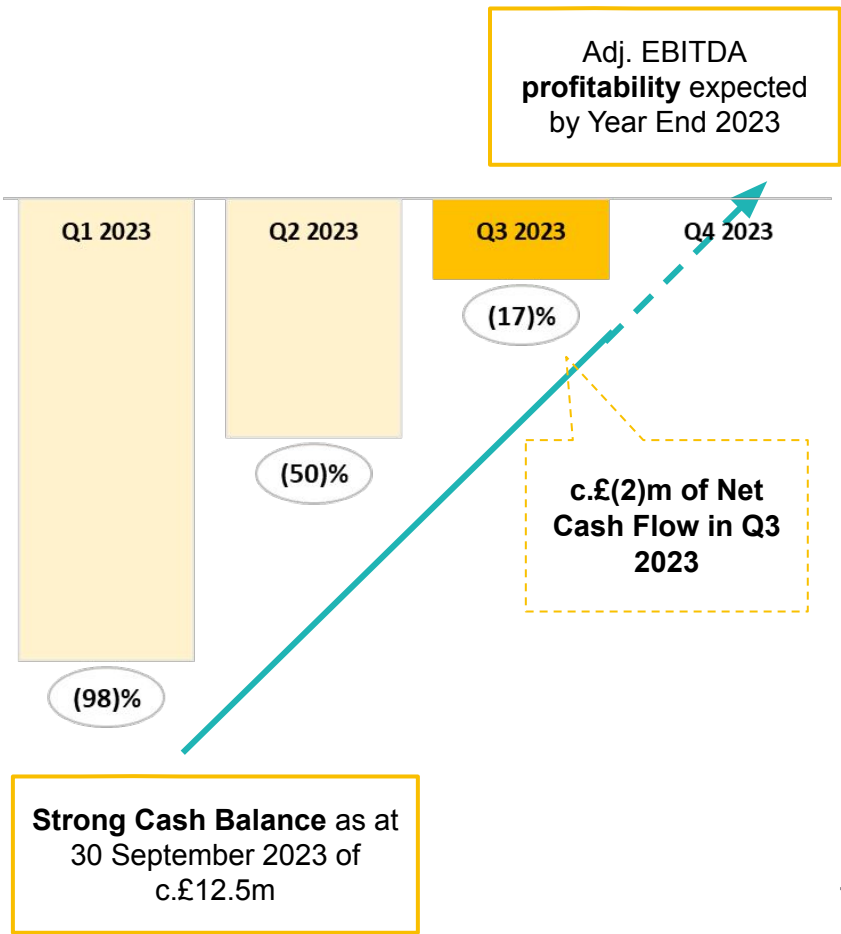 Adj. EBITDA
profitability expected
by Year End 2023
Q1 2023
Q2 2023
Q3 2023
Q4 2023
(17)%
(50)%
c.£(2)m of Net
Cash Flow in Q3
2023
(98)%
Strong Cash Balance as at
30 September 2023 of
c.£12.5m